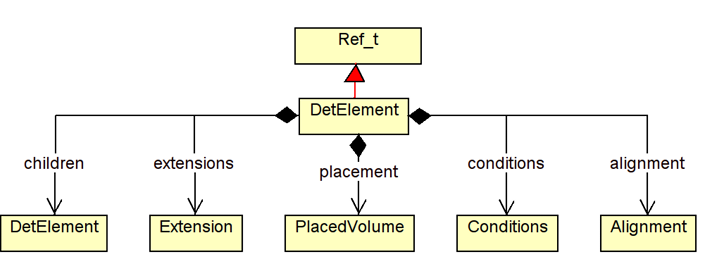 Ref_t
DetElement
children
extensions
placement
conditions
alignment
DetElement
Extension
PlacedVolume
Conditions
Alignment